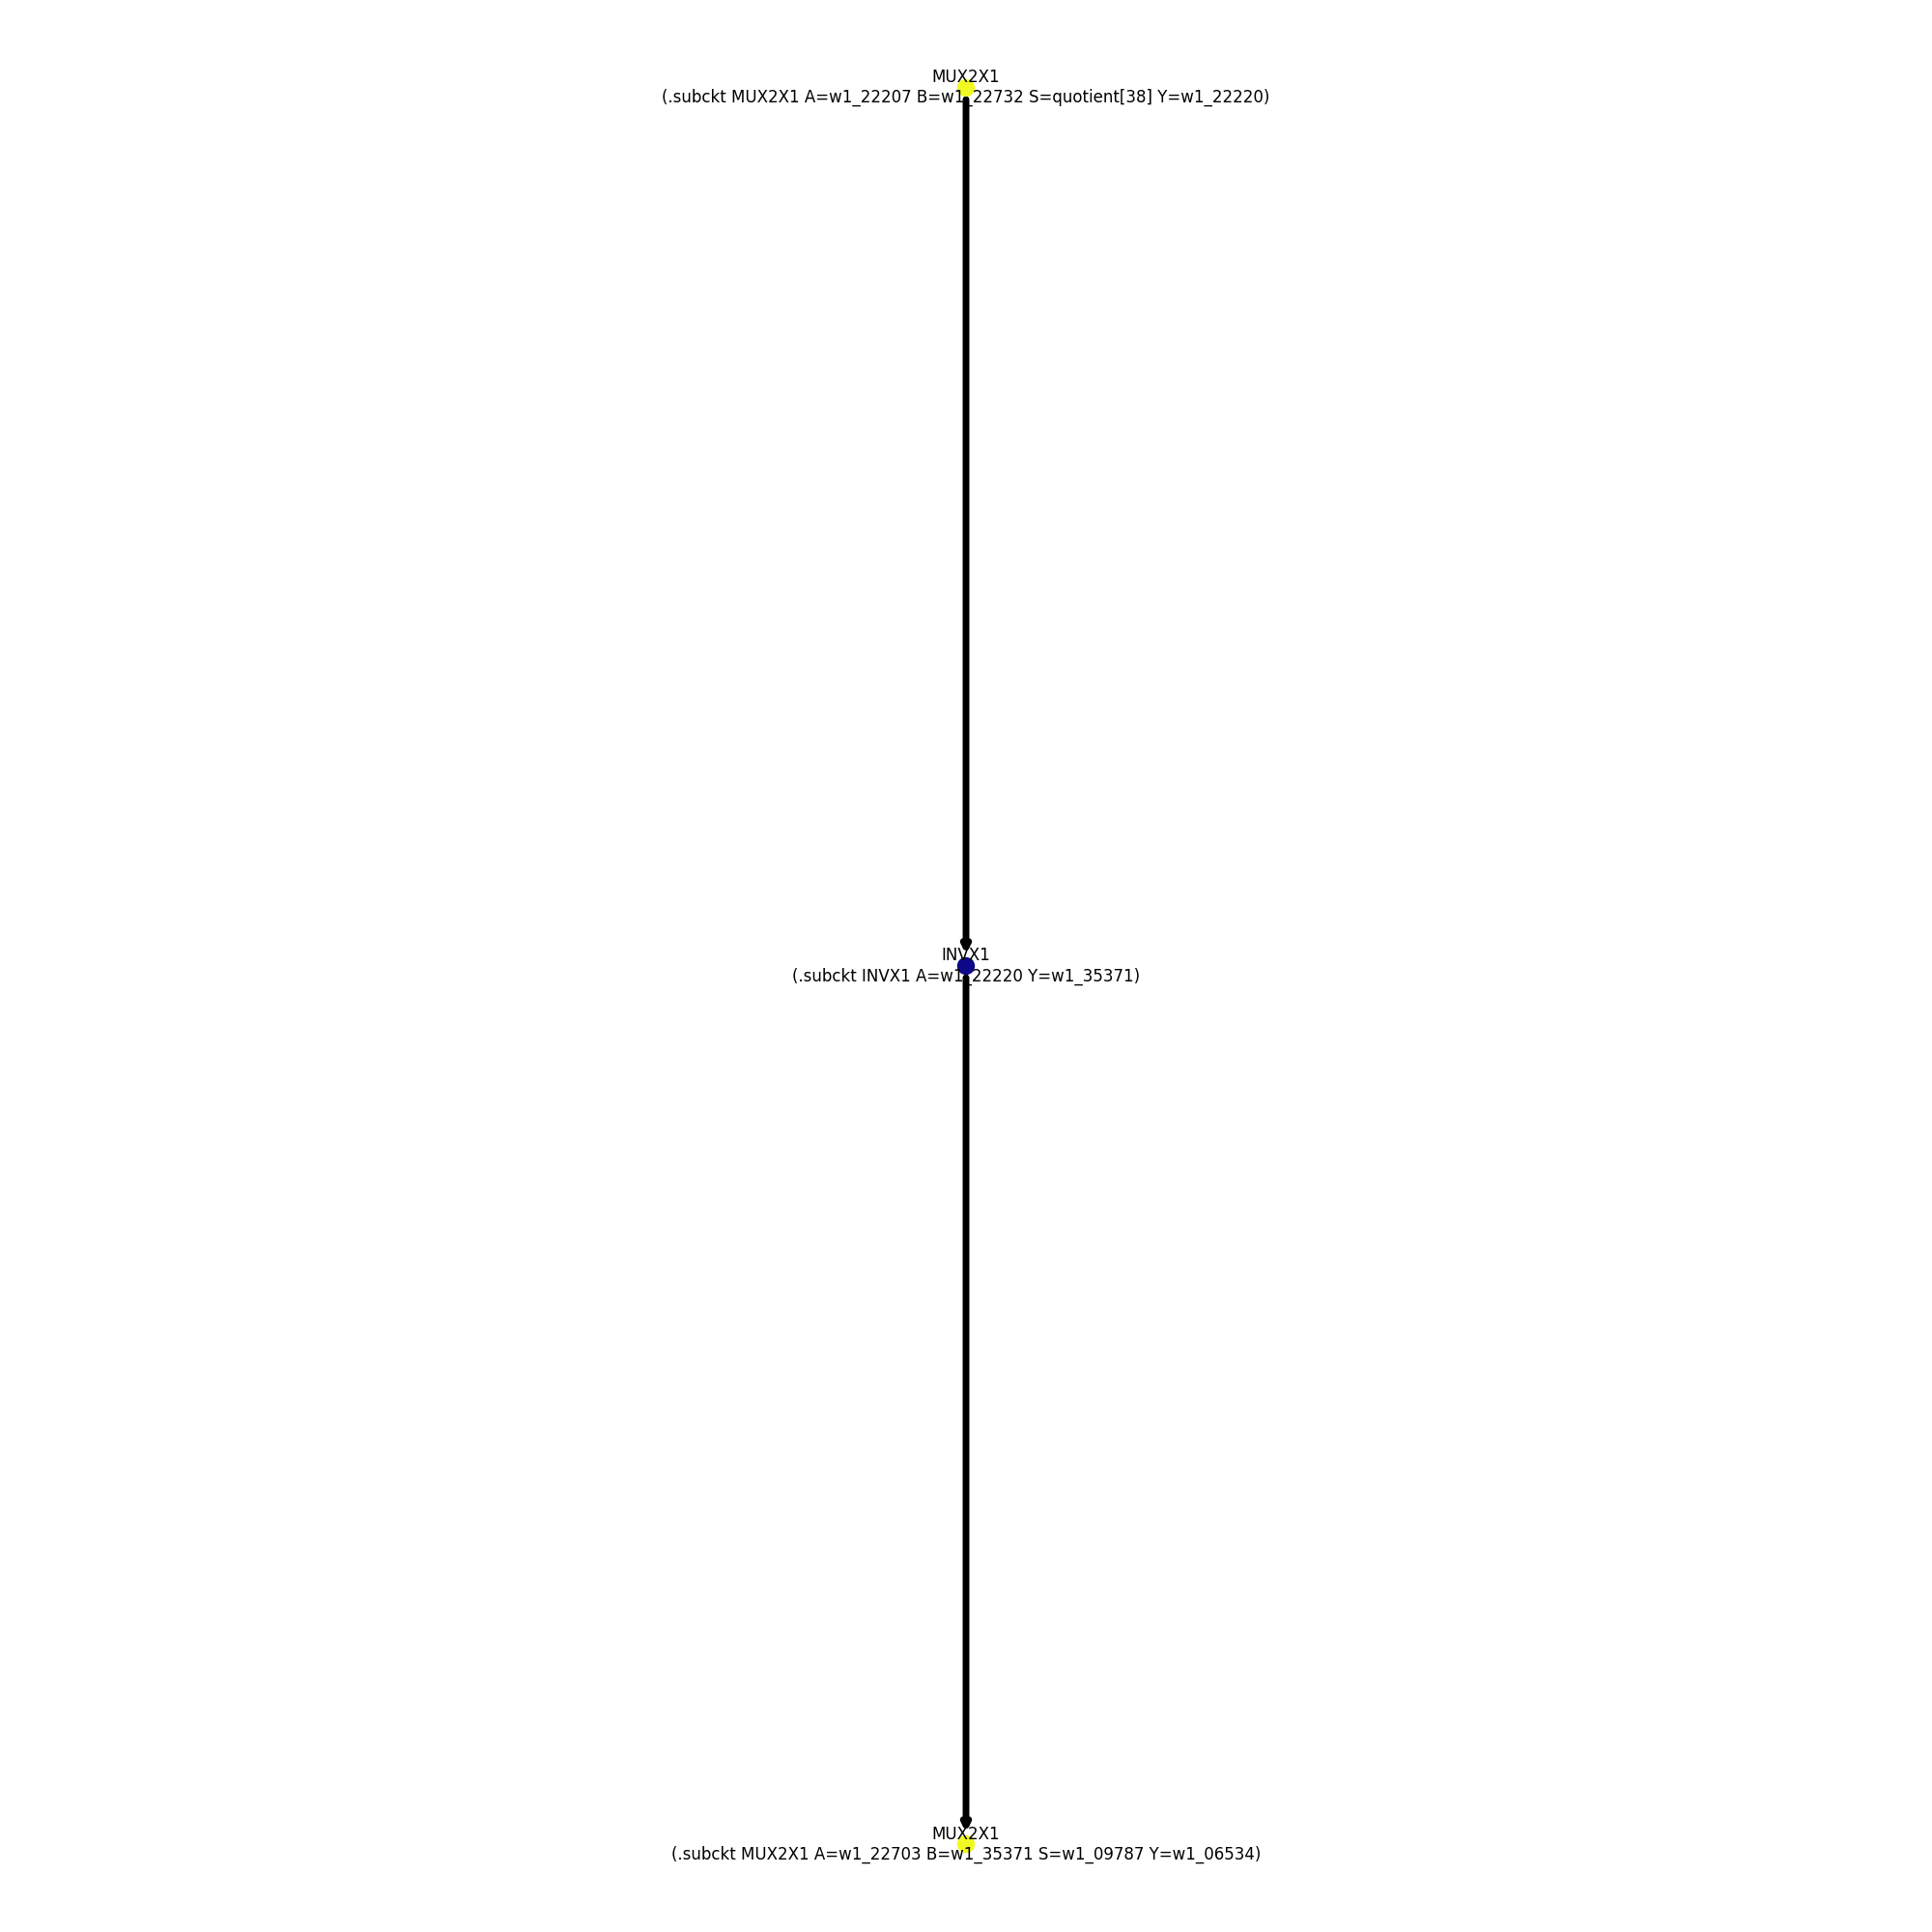 MUX2X1
(.subckt MUX2X1 A=w1_22207 B=w1_22732 S=quotient[38] Y=w1_22220)
INVX1
(.subckt INVX1 A=w1_22220 Y=w1_35371)
MUX2X1
(.subckt MUX2X1 A=w1_22703 B=w1_35371 S=w1_09787 Y=w1_06534)